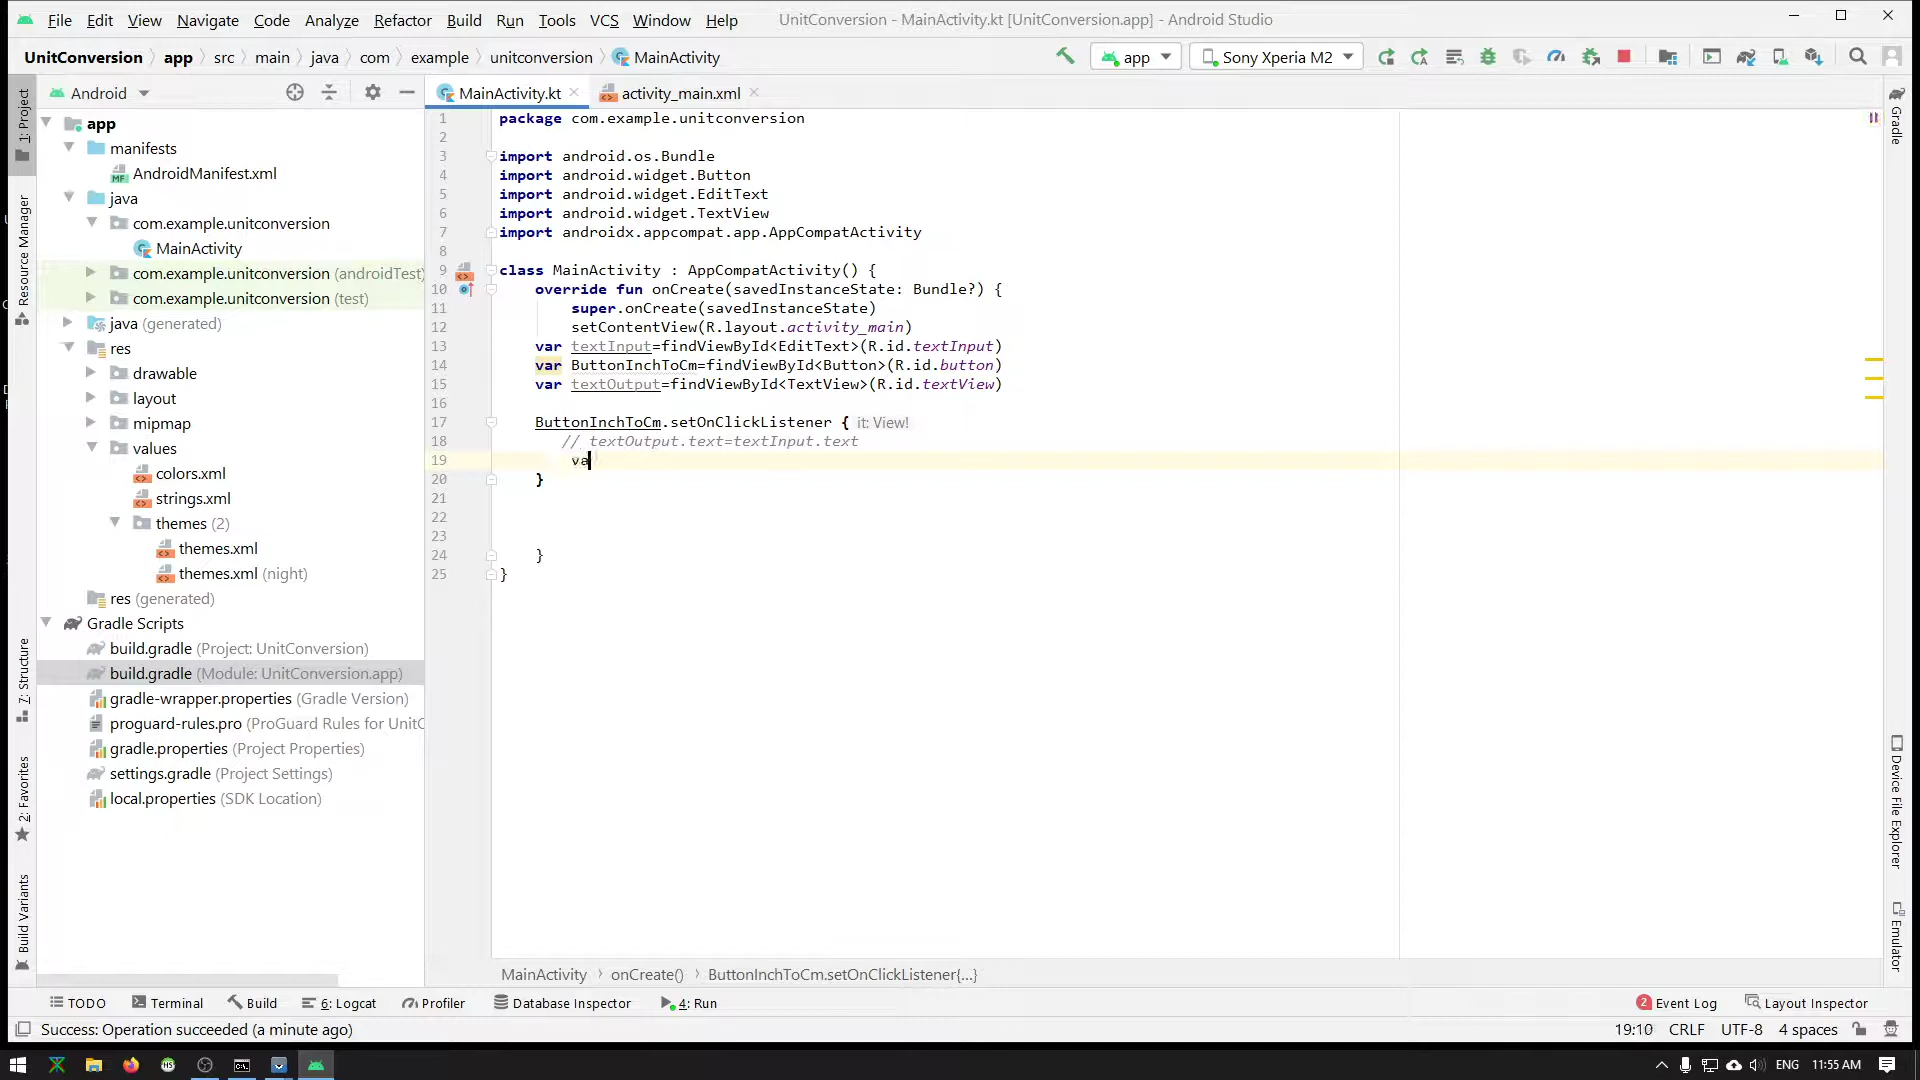 File Edit View Navigate Code Analyze Refactor Build Run Tools VCS Window Help UnitConversion - MainActivity.kt [UnitConversion.app] - Android Studio
UnitConversion app src main java com example unitconversion MainActivity app Sony Xperia M2
Android MainActivity.kt activity_main.xml
1: Project
Resource Manager
7: Structure
2: Favorites
Build Variants
app
manifests
MF AndroidManifest.xml
java
com.example.unitconversion
MainActivity
com.example.unitconversion (androidTest)
com.example.unitconversion (test)
java (generated)
res
drawable
layout
mipmap
values
colors.xml
strings.xml
themes (2)
themes.xml
themes.xml (night)
res (generated)
Gradle Scripts
build.gradle (Project: UnitConversion)
build.gradle (Module: UnitConversion.app)
gradle-wrapper.properties (Gradle Version)
proguard-rules.pro (ProGuard Rules for UnitC
gradle.properties (Project Properties)
settings.gradle (Project Settings)
local.properties (SDK Location)
1 package com.example.unitconversion
2
3 import android.os.Bundle
4 import android.widget.Button
5 import android.widget.EditText
6 import android.widget.TextView
7 import androidx.appcompat.app.AppCompatActivity
8
9 class MainActivity : AppCompatActivity() {
10 override fun onCreate(savedInstanceState: Bundle?) {
11 super.onCreate(savedInstanceState)
12 setContentView(R.layout.activity_main)
13 var textInput=findViewById<EditText>(R.id.textInput)
14 var ButtonInchToCm=findViewById<Button>(R.id.button)
15 var textOutput=findViewById<TextView>(R.id.textView)
16
17 ButtonInchToCm.setOnClickListener { it: View!
18 // textOutput.text=textInput.text
19 va
20 }
21
22
23
24 }
25 }
Gradle
Device File Explorer
Emulator
MainActivity onCreate() ButtonInchToCm.setOnClickListener{...}
TODO Terminal Build 6: Logcat Profiler Database Inspector 4: Run 2 Event Log Layout Inspector
Success: Operation succeeded (a minute ago) 19:10 CRLF UTF-8 4 spaces
ENG 11:55 AM